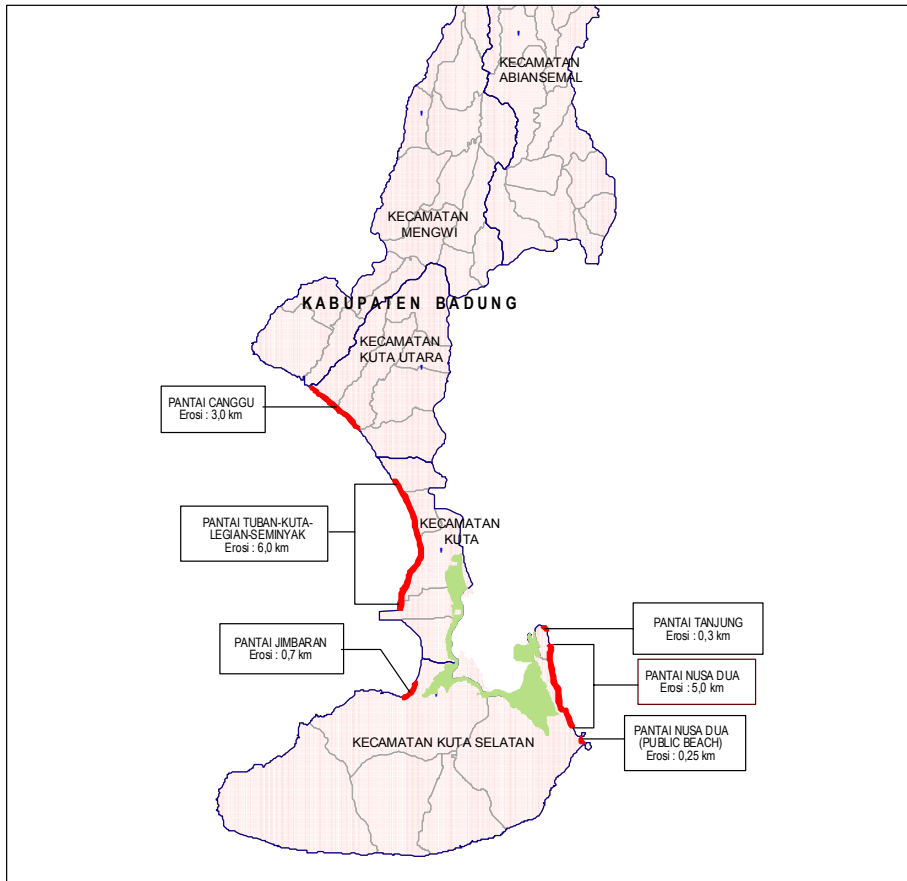 KECAMATAN
ABIANSEMAL
KECAMATAN
MENGWI
KABUPATEN BADUNG
KECAMATAN
KUTA UTARA
PANTAI CANGGU
Erosi : 3,0 km
PANTAI TUBAN-KUTA-
LEGIAN-SEMINYAK
Erosi : 6,0 km
KECAMATAN
KUTA
PANTAI TANJUNG
Erosi : 0,3 km
PANTAI JIMBARAN
Erosi : 0,7 km
PANTAI NUSA DUA
Erosi : 5,0 km
PANTAI NUSA DUA
(PUBLIC BEACH)
Erosi : 0,25 km
KECAMATAN KUTA SELATAN